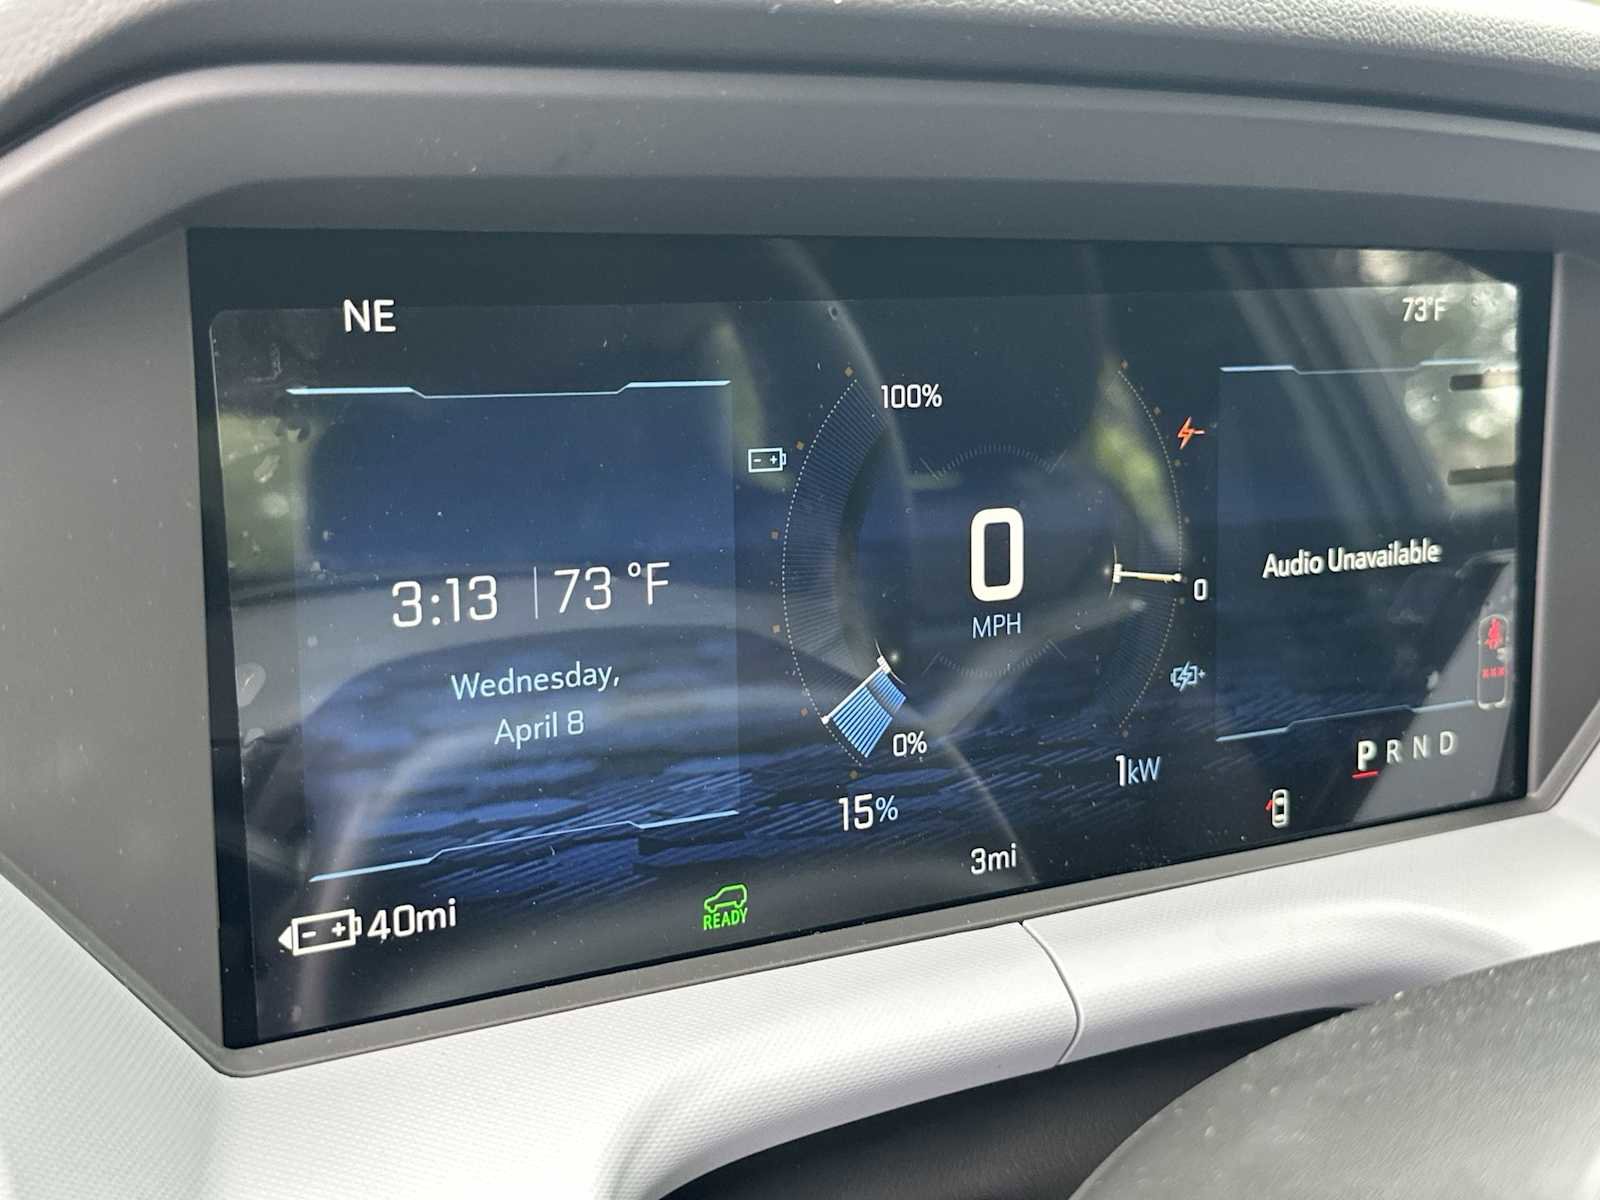 NE
73°F
100%
0
MPH
3:13 | 73 °F
Wednesday,
April 8
Audio Unavailable
0
0%
15%
1kW
P R N D
3mi
40mi
READY